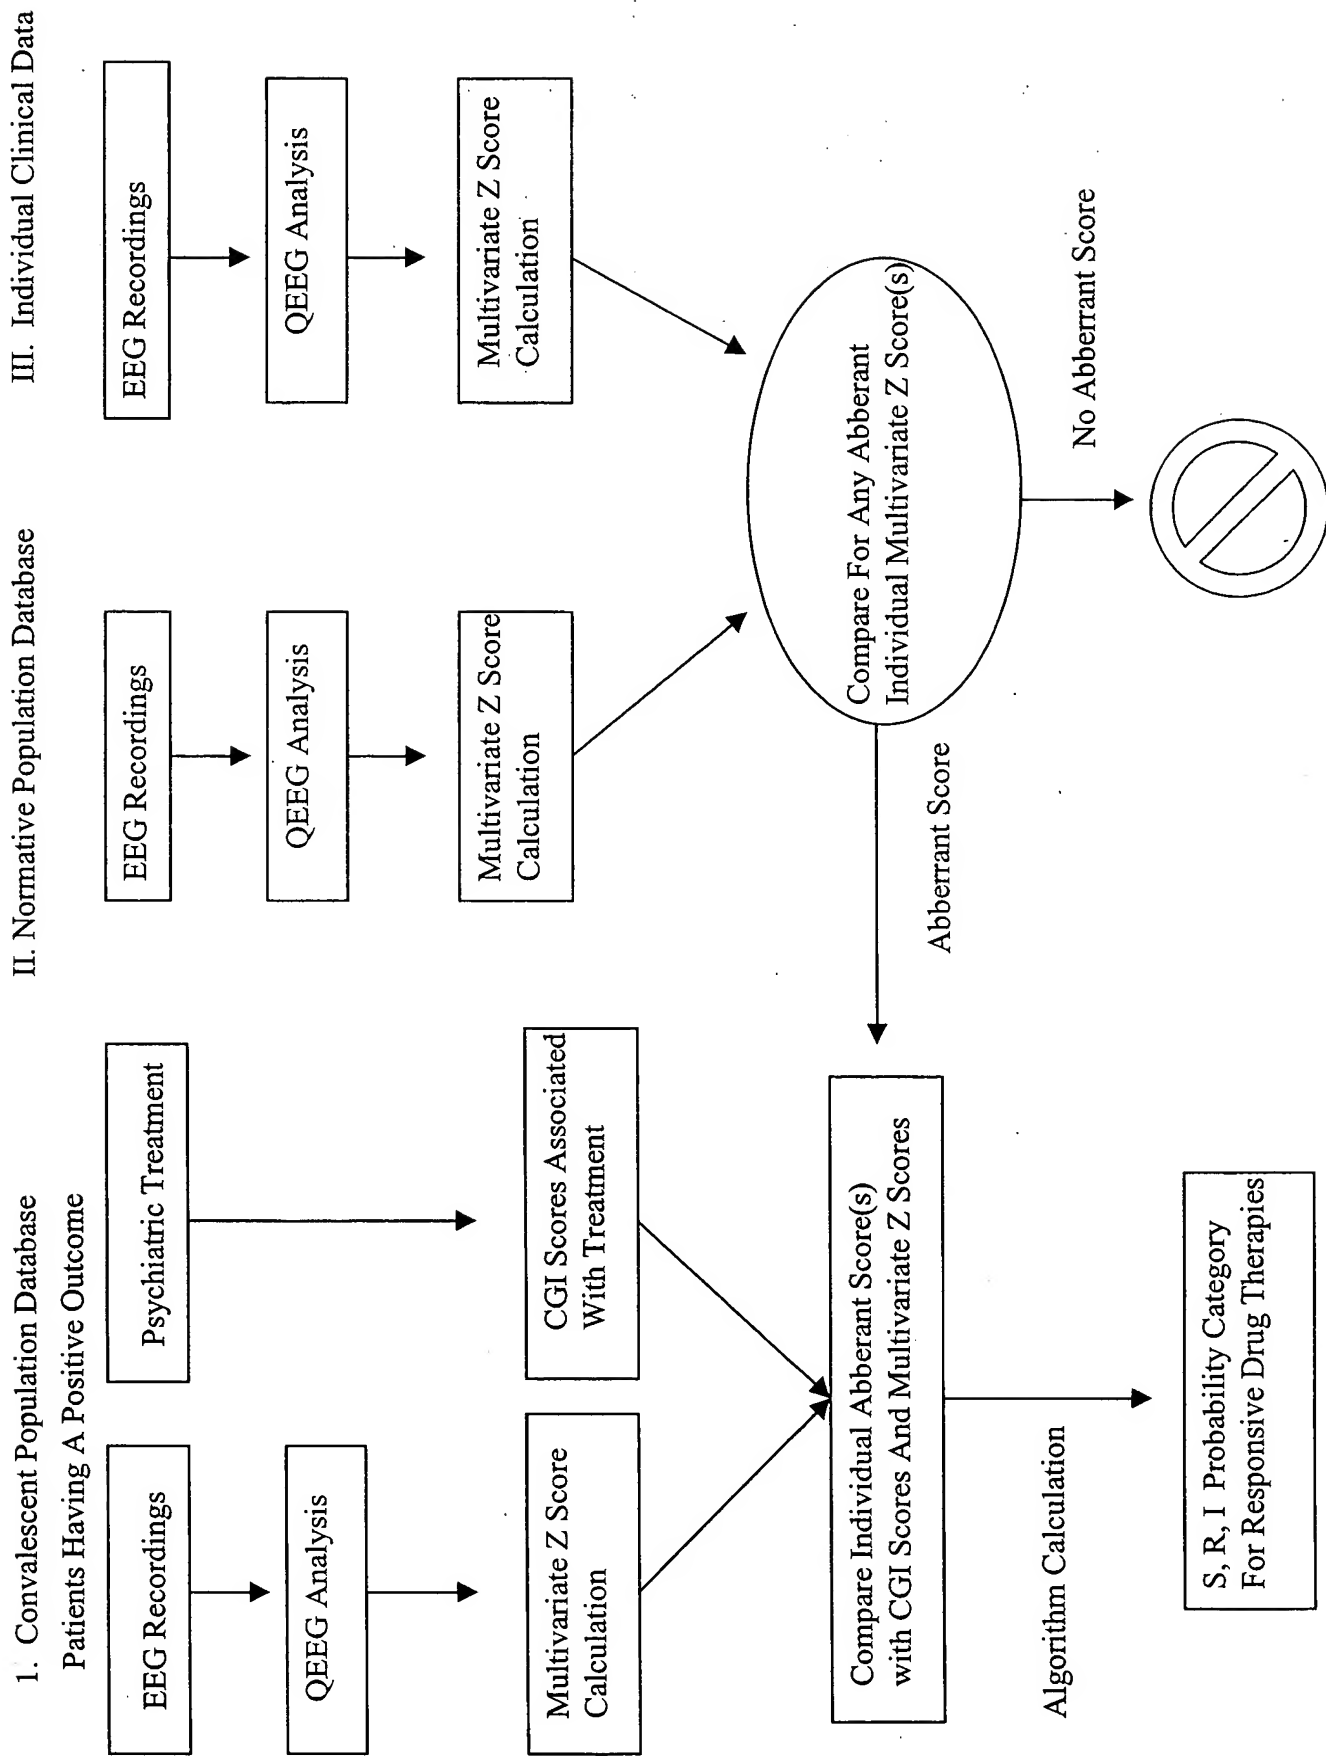 1. Convalescent Population Database
Patients Having A Positive Outcome
EEG Recordings
QEEG Analysis
Multivariate Z Score
Calculation
Psychiatric Treatment
CGI Scores Associated
With Treatment
Compare Individual Abberant Score(s)
with CGI Scores And Multivariate Z Scores
Algorithm Calculation
S, R, I Probability Category
For Responsive Drug Therapies
II. Normative Population Database
EEG Recordings
QEEG Analysis
Multivariate Z Score
Calculation
III. Individual Clinical Data
EEG Recordings
QEEG Analysis
Multivariate Z Score
Calculation
Compare For Any Abberant
Individual Multivariate Z Score(s)
Abberrant Score
No Abberrant Score